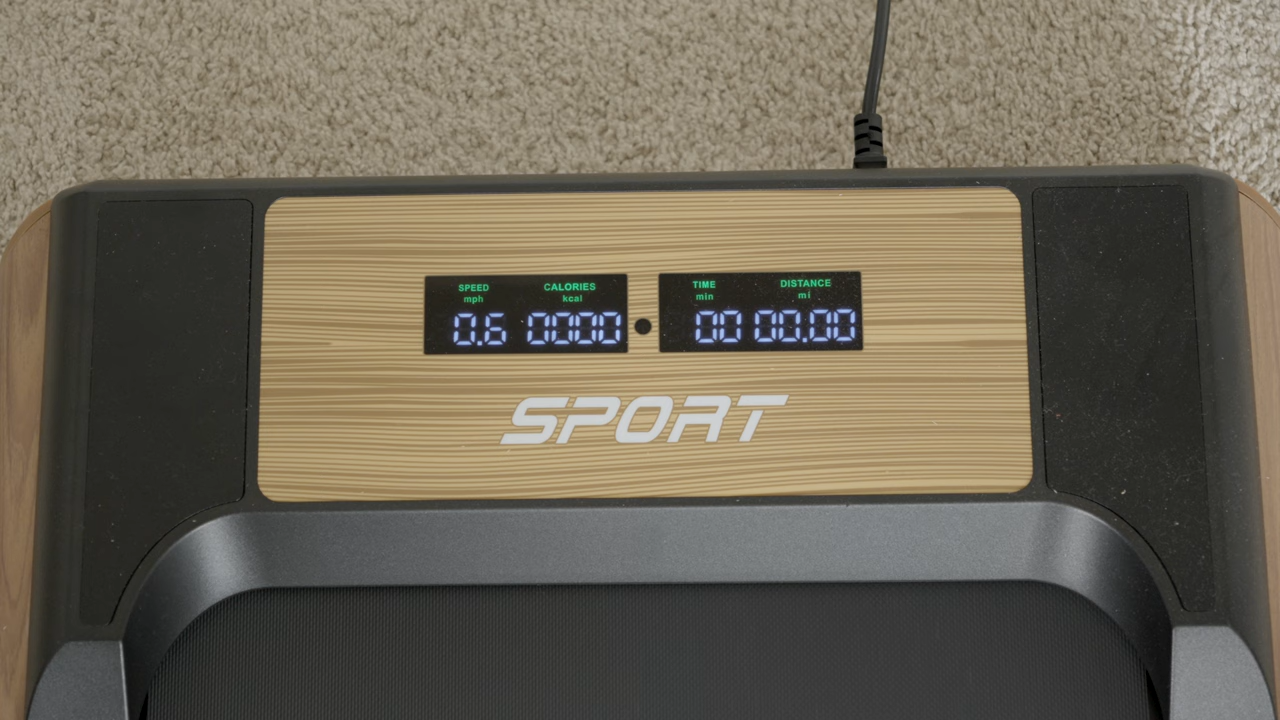 SPEED CALORIES TIME DISTANCE
mph kcal min mi
0.6 0000 00 00.00
SPORT